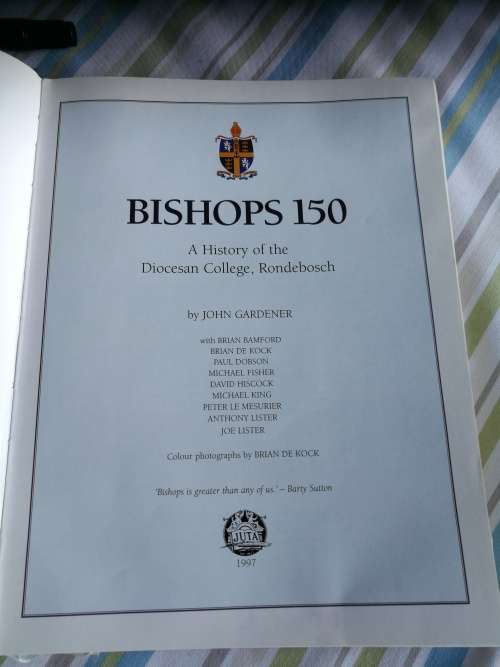 BISHOPS 150
A History of the
Diocesan College, Rondebosch
by JOHN GARDENER
with BRIAN BAMFORD
BRIAN DE KOCK
PAUL DOBSON
MICHAEL FISHER
DAVID HISCOCK
MICHAEL KING
PETER LE MESURIER
ANTHONY LISTER
JOE LISTER
Colour photographs by BRIAN DE KOCK
'Bishops is greater than any of us.' – Barty Sutton
JUTA
1997